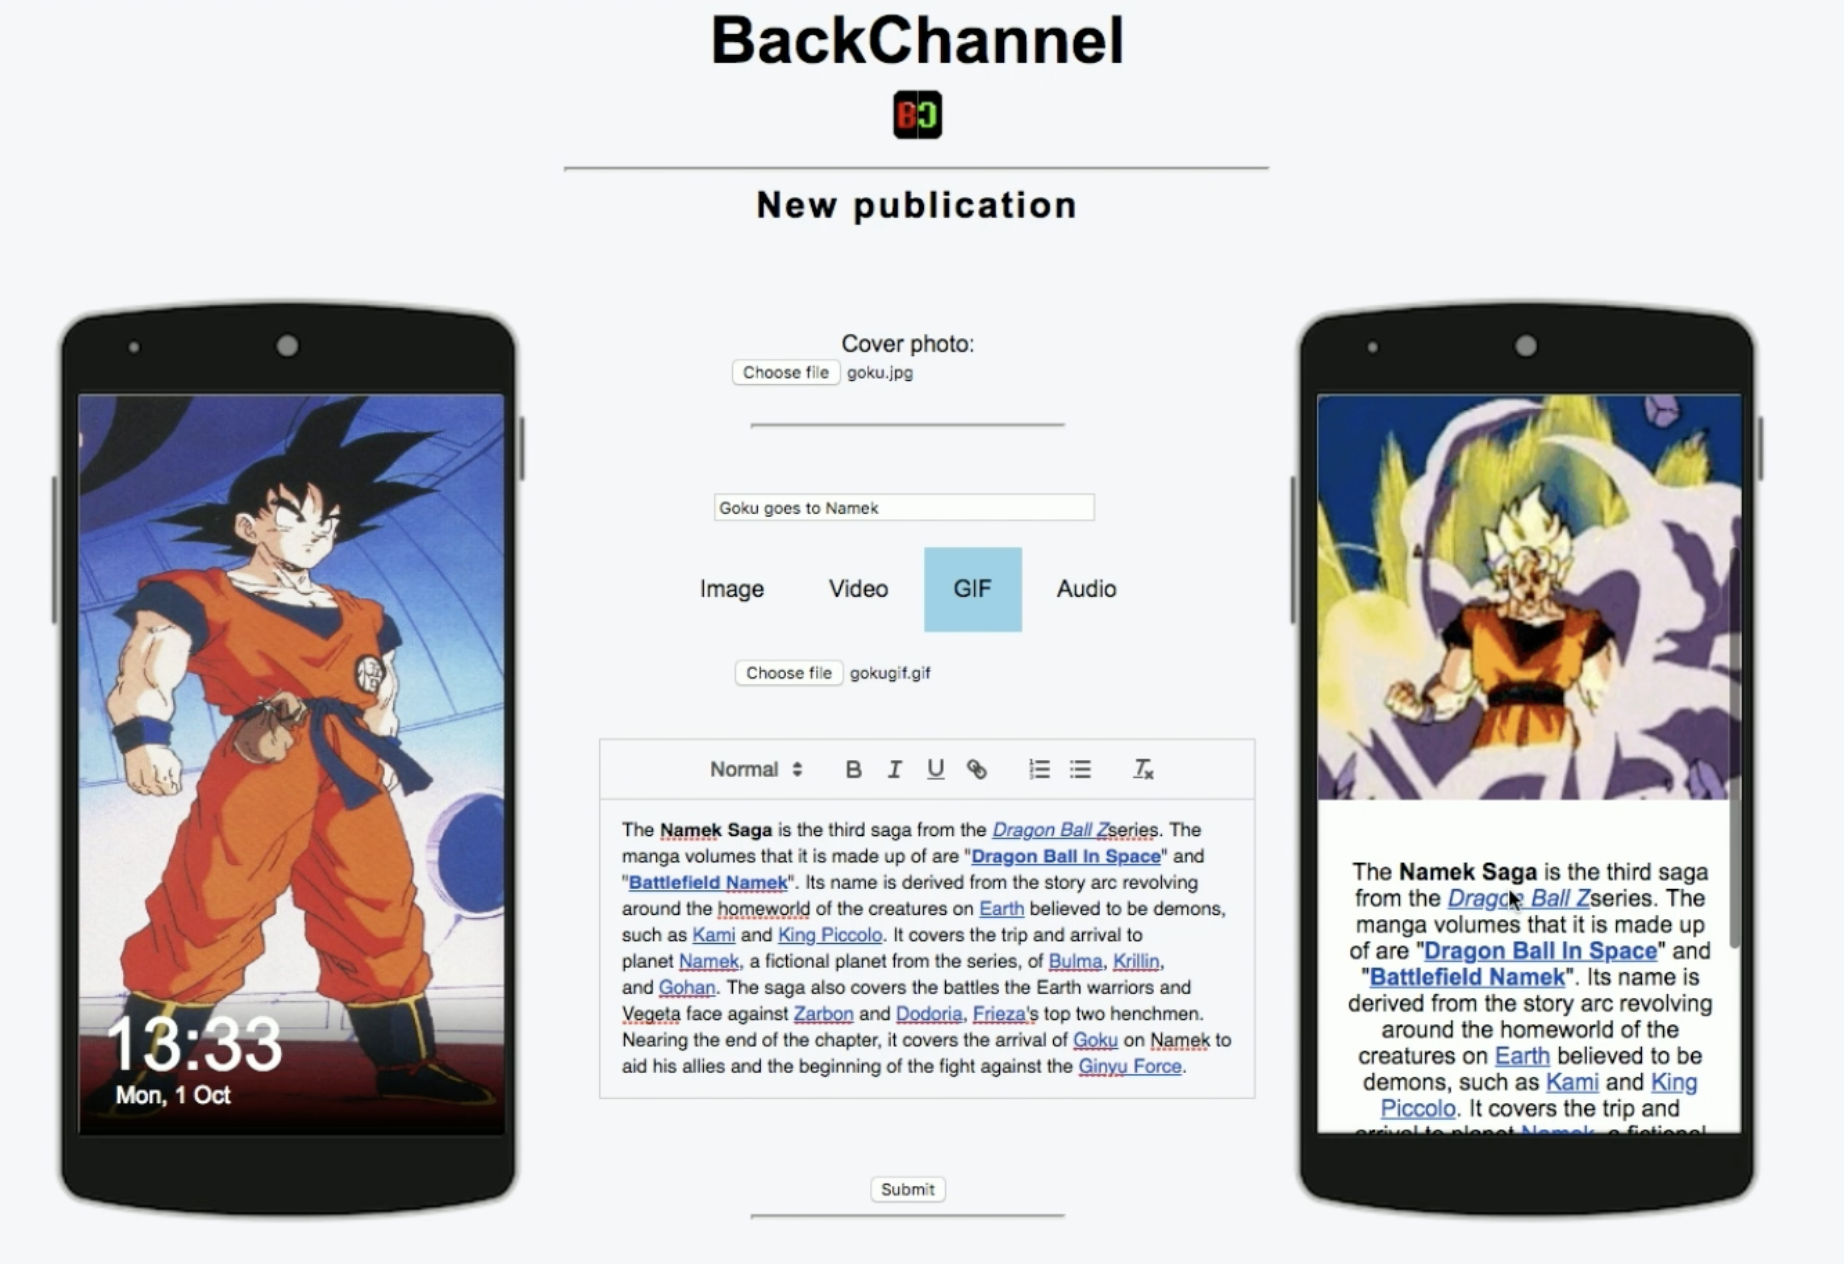 BackChannel
BC
New publication
Cover photo:
Choose file goku.jpg
Goku goes to Namek
Image Video GIF Audio
Choose file gokugif.gif
Normal B I U Tx
The Namek Saga is the third saga from the Dragon Ball Zseries. The
manga volumes that it is made up of are "Dragon Ball In Space" and
"Battlefield Namek". Its name is derived from the story arc revolving
around the homeworld of the creatures on Earth believed to be demons,
such as Kami and King Piccolo. It covers the trip and arrival to
planet Namek, a fictional planet from the series, of Bulma, Krillin,
and Gohan. The saga also covers the battles the Earth warriors and
Vegeta face against Zarbon and Dodoria, Frieza's top two henchmen.
Nearing the end of the chapter, it covers the arrival of Goku on Namek to
aid his allies and the beginning of the fight against the Ginyu Force.
Submit
13:33
Mon, 1 Oct
The Namek Saga is the third saga
from the Dragon Ball Zseries. The
manga volumes that it is made up
of are "Dragon Ball In Space" and
"Battlefield Namek". Its name is
derived from the story arc revolving
around the homeworld of the
creatures on Earth believed to be
demons, such as Kami and King
Piccolo. It covers the trip and
arrival to planet Namek, a fictional